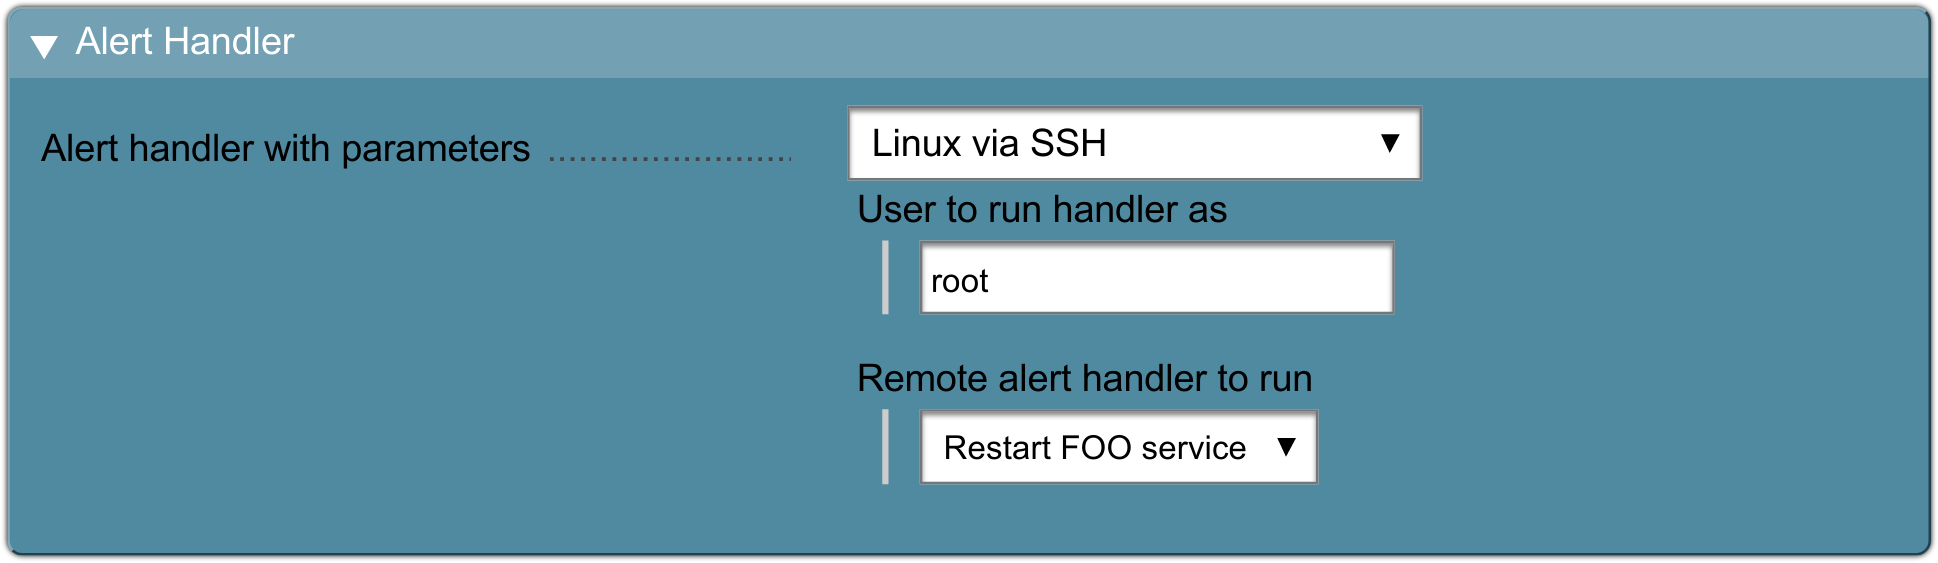 Alert Handler
Alert handler with parameters ........................
Linux via SSH
User to run handler as
root
Remote alert handler to run
Restart FOO service